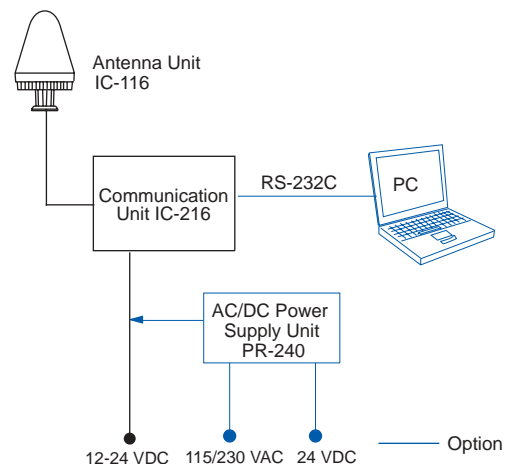 Antenna Unit
IC-116
Communication
Unit IC-216
RS-232C
PC
AC/DC Power
Supply Unit
PR-240
12-24 VDC
115/230 VAC
24 VDC
Option